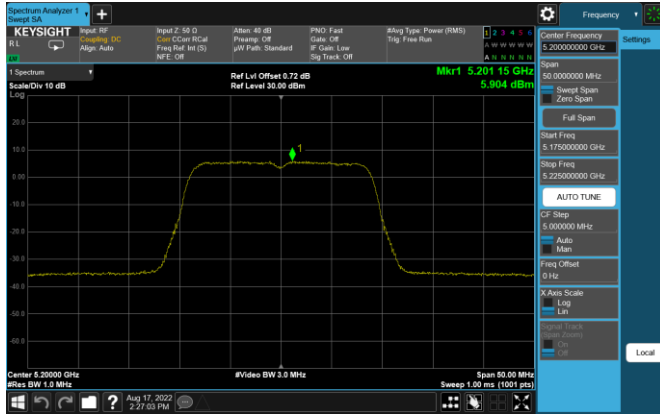 Spectrum Analyzer 1
Swept SA
+
Frequency
KEYSIGHT
RL
Input: RF
Coupling: DC
Align: Auto
Input Z: 50 Ω
Corr CCorr RCal
Freq Ref: Int (S)
NFE: Off
Atten: 40 dB
Preamp: Off
µW Path: Standard
PNO: Fast
Gate: Off
IF Gain: Low
Sig Track: Off
#Avg Type: Power (RMS)
Trig: Free Run
1 2 3 4 5 6
A W W W W W
A N N N N N
1 Spectrum
Scale/Div 10 dB
Log
Ref Lvl Offset 0.72 dB
Ref Level 30.00 dBm
Mkr1 5.201 15 GHz
5.904 dBm
20.0
10.0
0.00
-10.0
-20.0
-30.0
-40.0
-50.0
-60.0
1
Center 5.20000 GHz
#Res BW 1.0 MHz
#Video BW 3.0 MHz
Span 50.00 MHz
Sweep 1.00 ms (1001 pts)
Aug 17, 2022
2:27:03 PM
Center Frequency
5.200000000 GHz
Span
50.0000000 MHz
Swept Span
Zero Span
Full Span
Start Freq
5.175000000 GHz
Stop Freq
5.225000000 GHz
AUTO TUNE
CF Step
5.000000 MHz
Auto
Man
Freq Offset
0 Hz
X Axis Scale
Log
Lin
Signal Track
(Span Zoom)
On
Off
Settings
Local